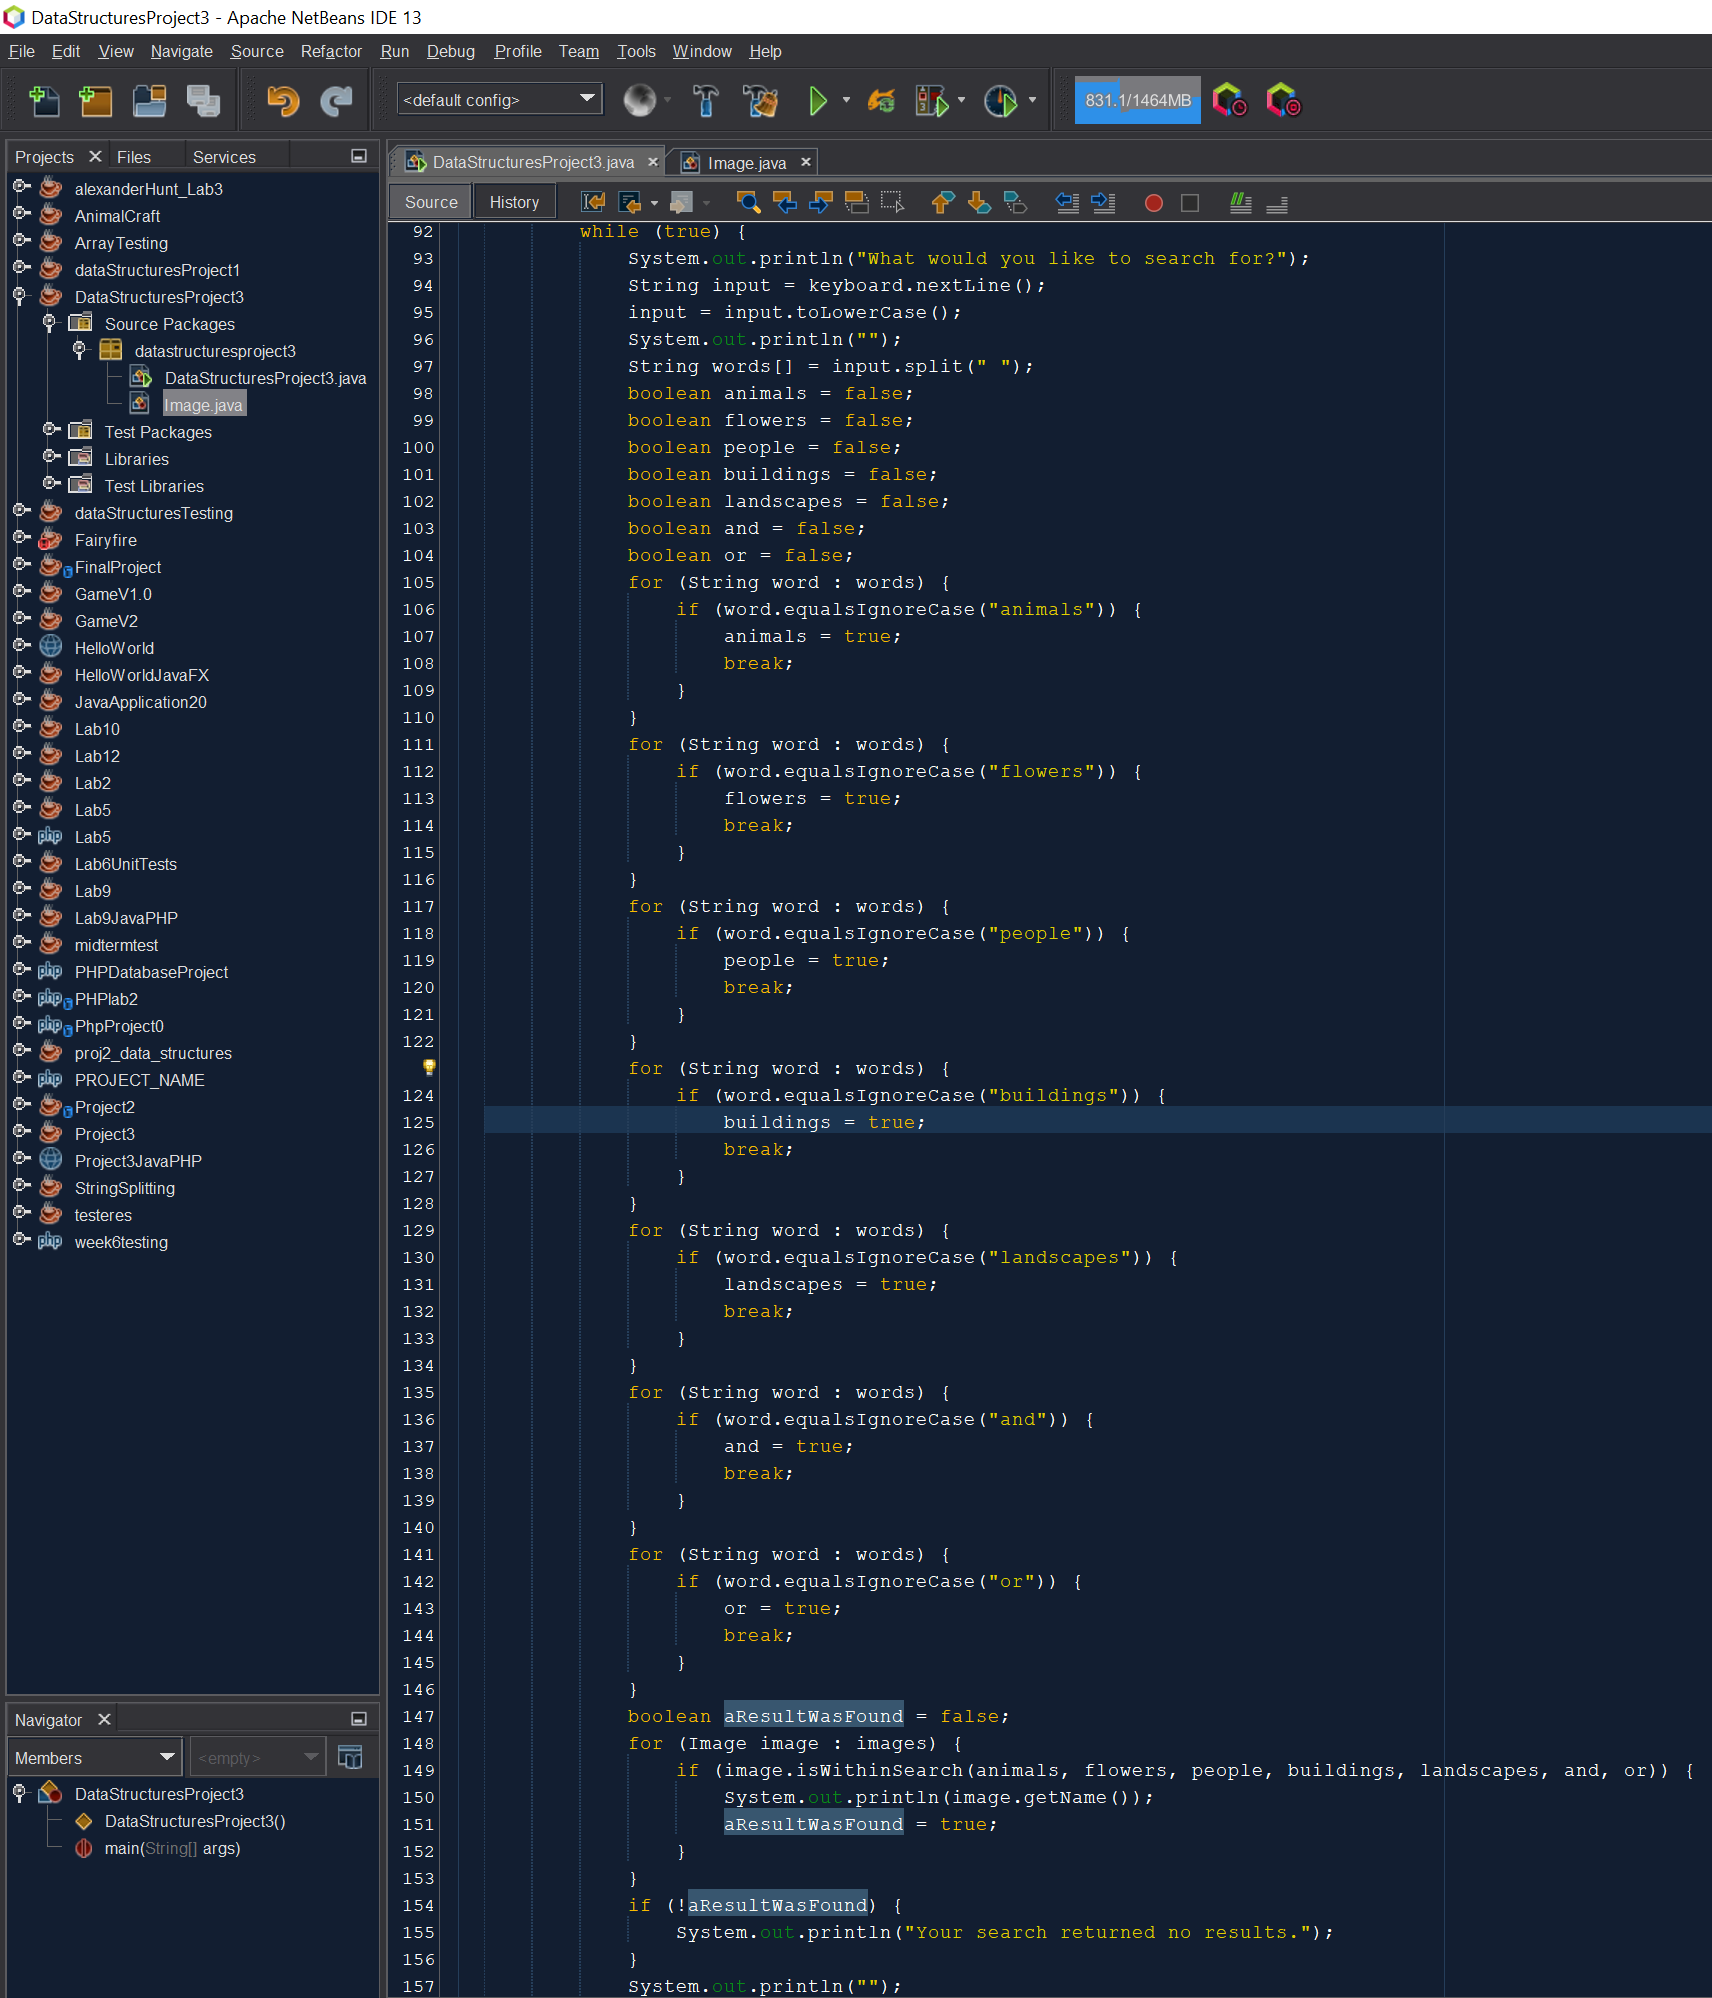 DataStructuresProject3 - Apache NetBeans IDE 13
File Edit View Navigate Source Refactor Run Debug Profile Team Tools Window Help
<default config>
831.1/1464MB
Projects Files Services
alexanderHunt_Lab3
AnimalCraft
ArrayTesting
dataStructuresProject1
DataStructuresProject3
Source Packages
datastructuresproject3
DataStructuresProject3.java
Image.java
Test Packages
Libraries
Test Libraries
dataStructuresTesting
Fairyfire
FinalProject
GameV1.0
GameV2
HelloWorld
HelloWorldJavaFX
JavaApplication20
Lab10
Lab12
Lab2
Lab5
php Lab5
Lab6UnitTests
Lab9
Lab9JavaPHP
midtermtest
php PHPDatabaseProject
php PHPlab2
php PhpProject0
proj2_data_structures
php PROJECT_NAME
Project2
Project3
Project3JavaPHP
StringSplitting
testeres
php week6testing
Navigator
Members <empty>
DataStructuresProject3
DataStructuresProject3()
main(String[] args)
DataStructuresProject3.java Image.java
Source History
92 while (true) {
93 System.out.println("What would you like to search for?");
94 String input = keyboard.nextLine();
95 input = input.toLowerCase();
96 System.out.println("");
97 String words[] = input.split(" ");
98 boolean animals = false;
99 boolean flowers = false;
100 boolean people = false;
101 boolean buildings = false;
102 boolean landscapes = false;
103 boolean and = false;
104 boolean or = false;
105 for (String word : words) {
106 if (word.equalsIgnoreCase("animals")) {
107 animals = true;
108 break;
109 }
110 }
111 for (String word : words) {
112 if (word.equalsIgnoreCase("flowers")) {
113 flowers = true;
114 break;
115 }
116 }
117 for (String word : words) {
118 if (word.equalsIgnoreCase("people")) {
119 people = true;
120 break;
121 }
122 }
for (String word : words) {
124 if (word.equalsIgnoreCase("buildings")) {
125 buildings = true;
126 break;
127 }
128 }
129 for (String word : words) {
130 if (word.equalsIgnoreCase("landscapes")) {
131 landscapes = true;
132 break;
133 }
134 }
135 for (String word : words) {
136 if (word.equalsIgnoreCase("and")) {
137 and = true;
138 break;
139 }
140 }
141 for (String word : words) {
142 if (word.equalsIgnoreCase("or")) {
143 or = true;
144 break;
145 }
146 }
147 boolean aResultWasFound = false;
148 for (Image image : images) {
149 if (image.isWithinSearch(animals, flowers, people, buildings, landscapes, and, or)) {
150 System.out.println(image.getName());
151 aResultWasFound = true;
152 }
153 }
154 if (!aResultWasFound) {
155 System.out.println("Your search returned no results.");
156 }
157 System.out.println("");